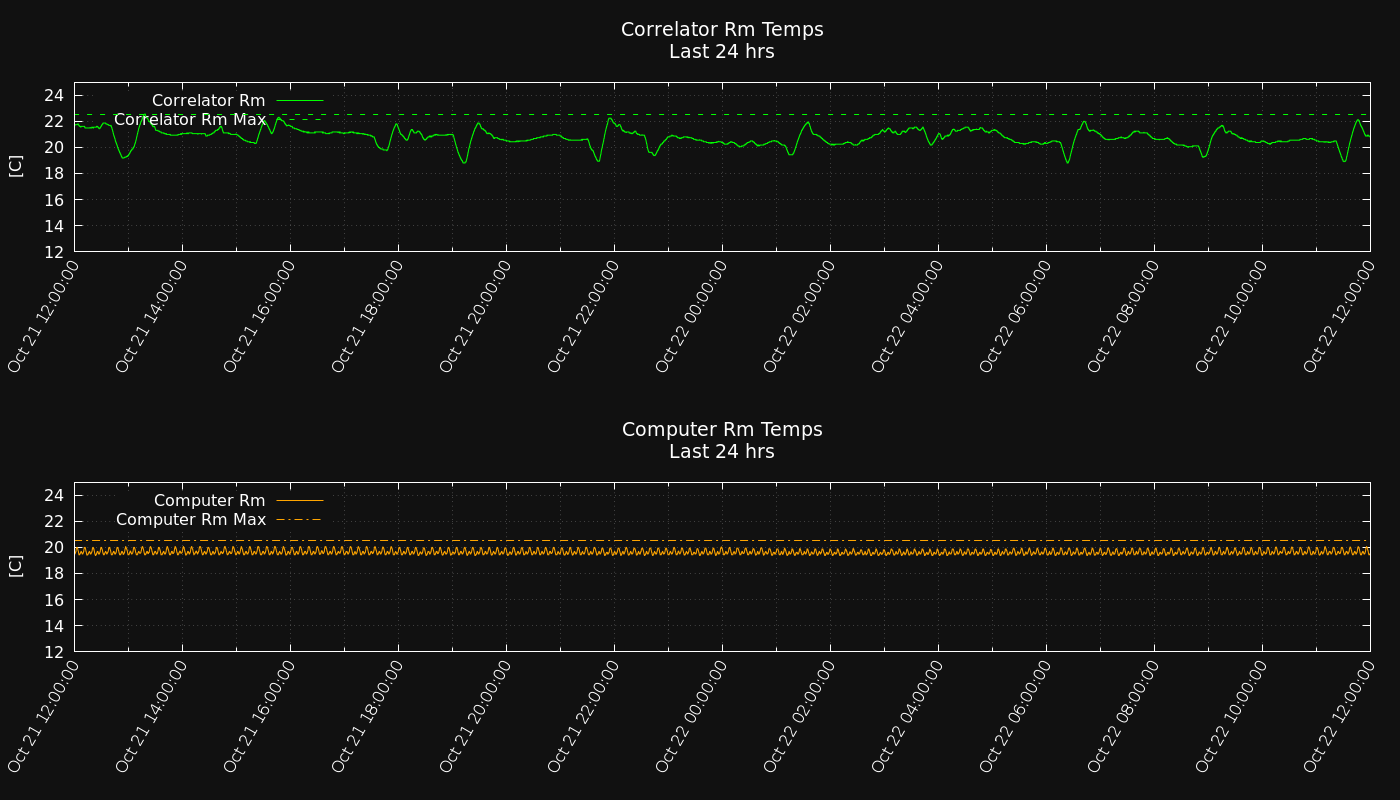 Correlator Rm Temps
Last 24 hrs
Correlator Rm
Correlator Rm Max
[C]
24
22
20
18
16
14
12
Oct 21 12:00:00
Oct 21 14:00:00
Oct 21 16:00:00
Oct 21 18:00:00
Oct 21 20:00:00
Oct 21 22:00:00
Oct 22 00:00:00
Oct 22 02:00:00
Oct 22 04:00:00
Oct 22 06:00:00
Oct 22 08:00:00
Oct 22 10:00:00
Oct 22 12:00:00
Computer Rm Temps
Last 24 hrs
Computer Rm
Computer Rm Max
[C]
24
22
20
18
16
14
12
Oct 21 12:00:00
Oct 21 14:00:00
Oct 21 16:00:00
Oct 21 18:00:00
Oct 21 20:00:00
Oct 21 22:00:00
Oct 22 00:00:00
Oct 22 02:00:00
Oct 22 04:00:00
Oct 22 06:00:00
Oct 22 08:00:00
Oct 22 10:00:00
Oct 22 12:00:00